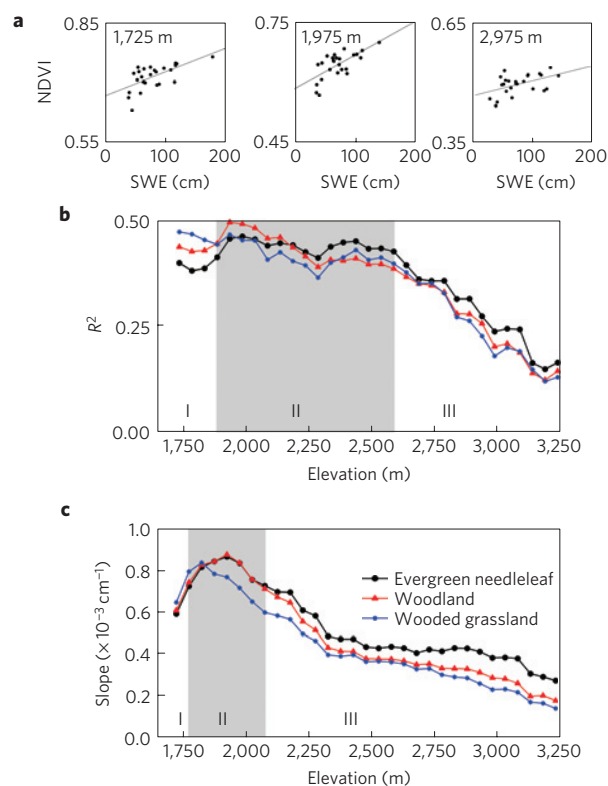 a
0.85
0.75
0.65
1,725 m
1,975 m
2,975 m
NDVI
0.55
0.45
0.35
0 100 200
0 100 200
0 100 200
SWE (cm)
SWE (cm)
SWE (cm)
b
0.50
0.25
0.00
R²
I
II
III
1,750 2,000 2,250 2,500 2,750 3,000 3,250
Elevation (m)
c
1.0
0.8
0.6
0.4
0.2
0.0
Slope (× 10⁻³ cm⁻¹)
Evergreen needleleaf
Woodland
Wooded grassland
I
II
III
1,750 2,000 2,250 2,500 2,750 3,000 3,250
Elevation (m)